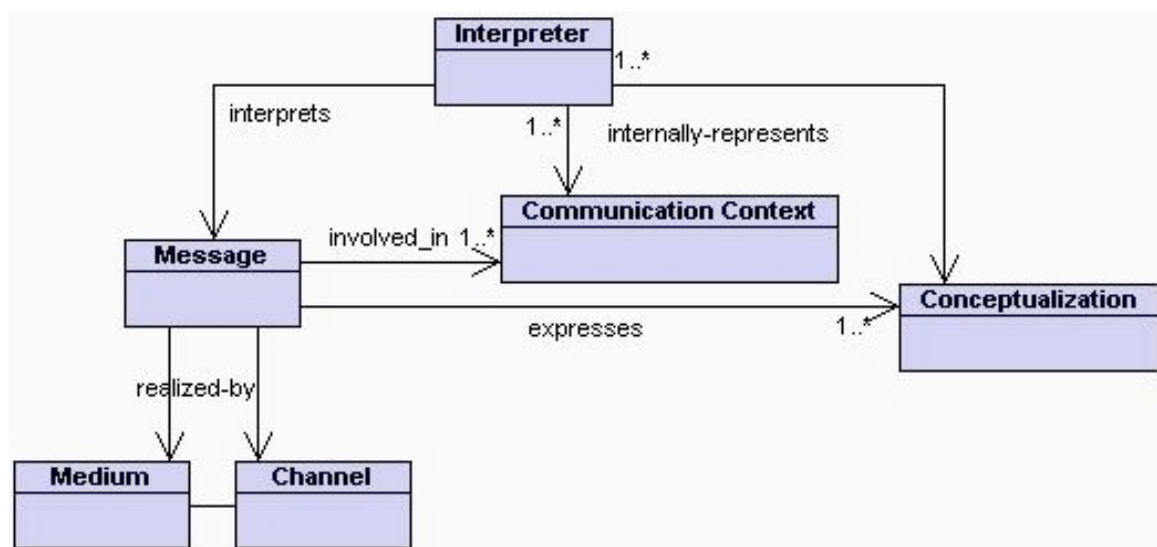 Interpreter
1..*
interprets
1..*
internally-represents
Communication Context
involved_in 1..*
Message
Conceptualization
expresses
1..*
realized-by
Medium
Channel